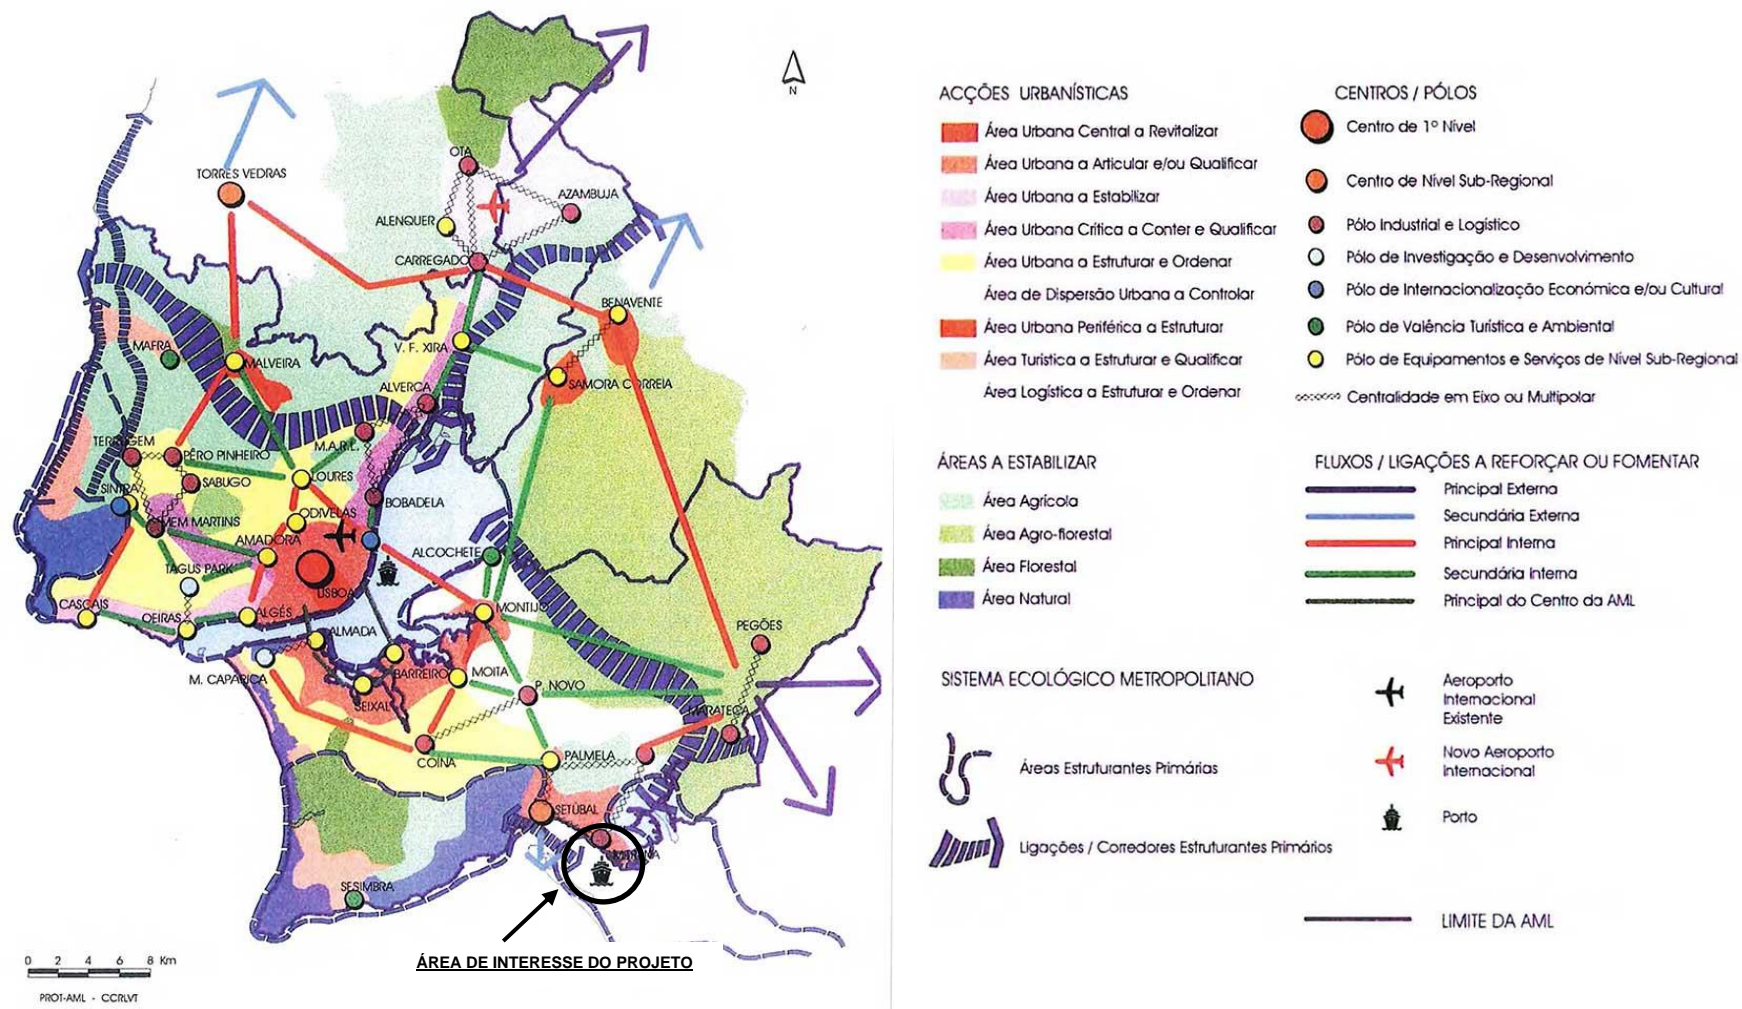 N
OTA
TORRES VEDRAS
AZAMBUJA
ALENQUER
CARREGADO
BENAVENTE
V. F. XIRA
MAFRA
MALVEIRA
SAMORA CORREIA
ALVERCA
M.A.R.L.
TERRUGEM
PÊRO PINHEIRO
LOURES
SABUGO
SINTRA
BOBADELA
ODIVELAS
MEM MARTINS
AMADORA
ALCOCHETE
TAGUS PARK
LISBOA
CASCAIS
OEIRAS
ALGÉS
MONTIJO
PEGÕES
ALMADA
BARREIRO
MOITA
M. CAPARICA
SEIXAL
P. NOVO
MARATECA
COINA
PALMELA
SETÚBAL
SESIMBRA
ÁREA DE INTERESSE DO PROJETO
0 2 4 6 8 Km
PROT-AML - CCRLVT
ACÇÕES URBANÍSTICAS
Área Urbana Central a Revitalizar
Área Urbana a Articular e/ou Qualificar
Área Urbana a Estabilizar
Área Urbana Crítica a Conter e Qualificar
Área Urbana a Estruturar e Ordenar
Área de Dispersão Urbana a Controlar
Área Urbana Periférica a Estruturar
Área Turística a Estruturar e Qualificar
Área Logística a Estruturar e Ordenar
CENTROS / PÓLOS
Centro de 1º Nível
Centro de Nível Sub-Regional
Pólo Industrial e Logístico
Pólo de Investigação e Desenvolvimento
Pólo de Internacionalização Económica e/ou Cultural
Pólo de Valência Turística e Ambiental
Pólo de Equipamentos e Serviços de Nível Sub-Regional
Centralidade em Eixo ou Multipolar
ÁREAS A ESTABILIZAR
Área Agrícola
Área Agro-florestal
Área Florestal
Área Natural
FLUXOS / LIGAÇÕES A REFORÇAR OU FOMENTAR
Principal Externa
Secundária Externa
Principal Interna
Secundária Interna
Principal do Centro da AML
SISTEMA ECOLÓGICO METROPOLITANO
Áreas Estruturantes Primárias
Ligações / Corredores Estruturantes Primários
Aeroporto
Internacional
Existente
Novo Aeroporto
Internacional
Porto
LIMITE DA AML